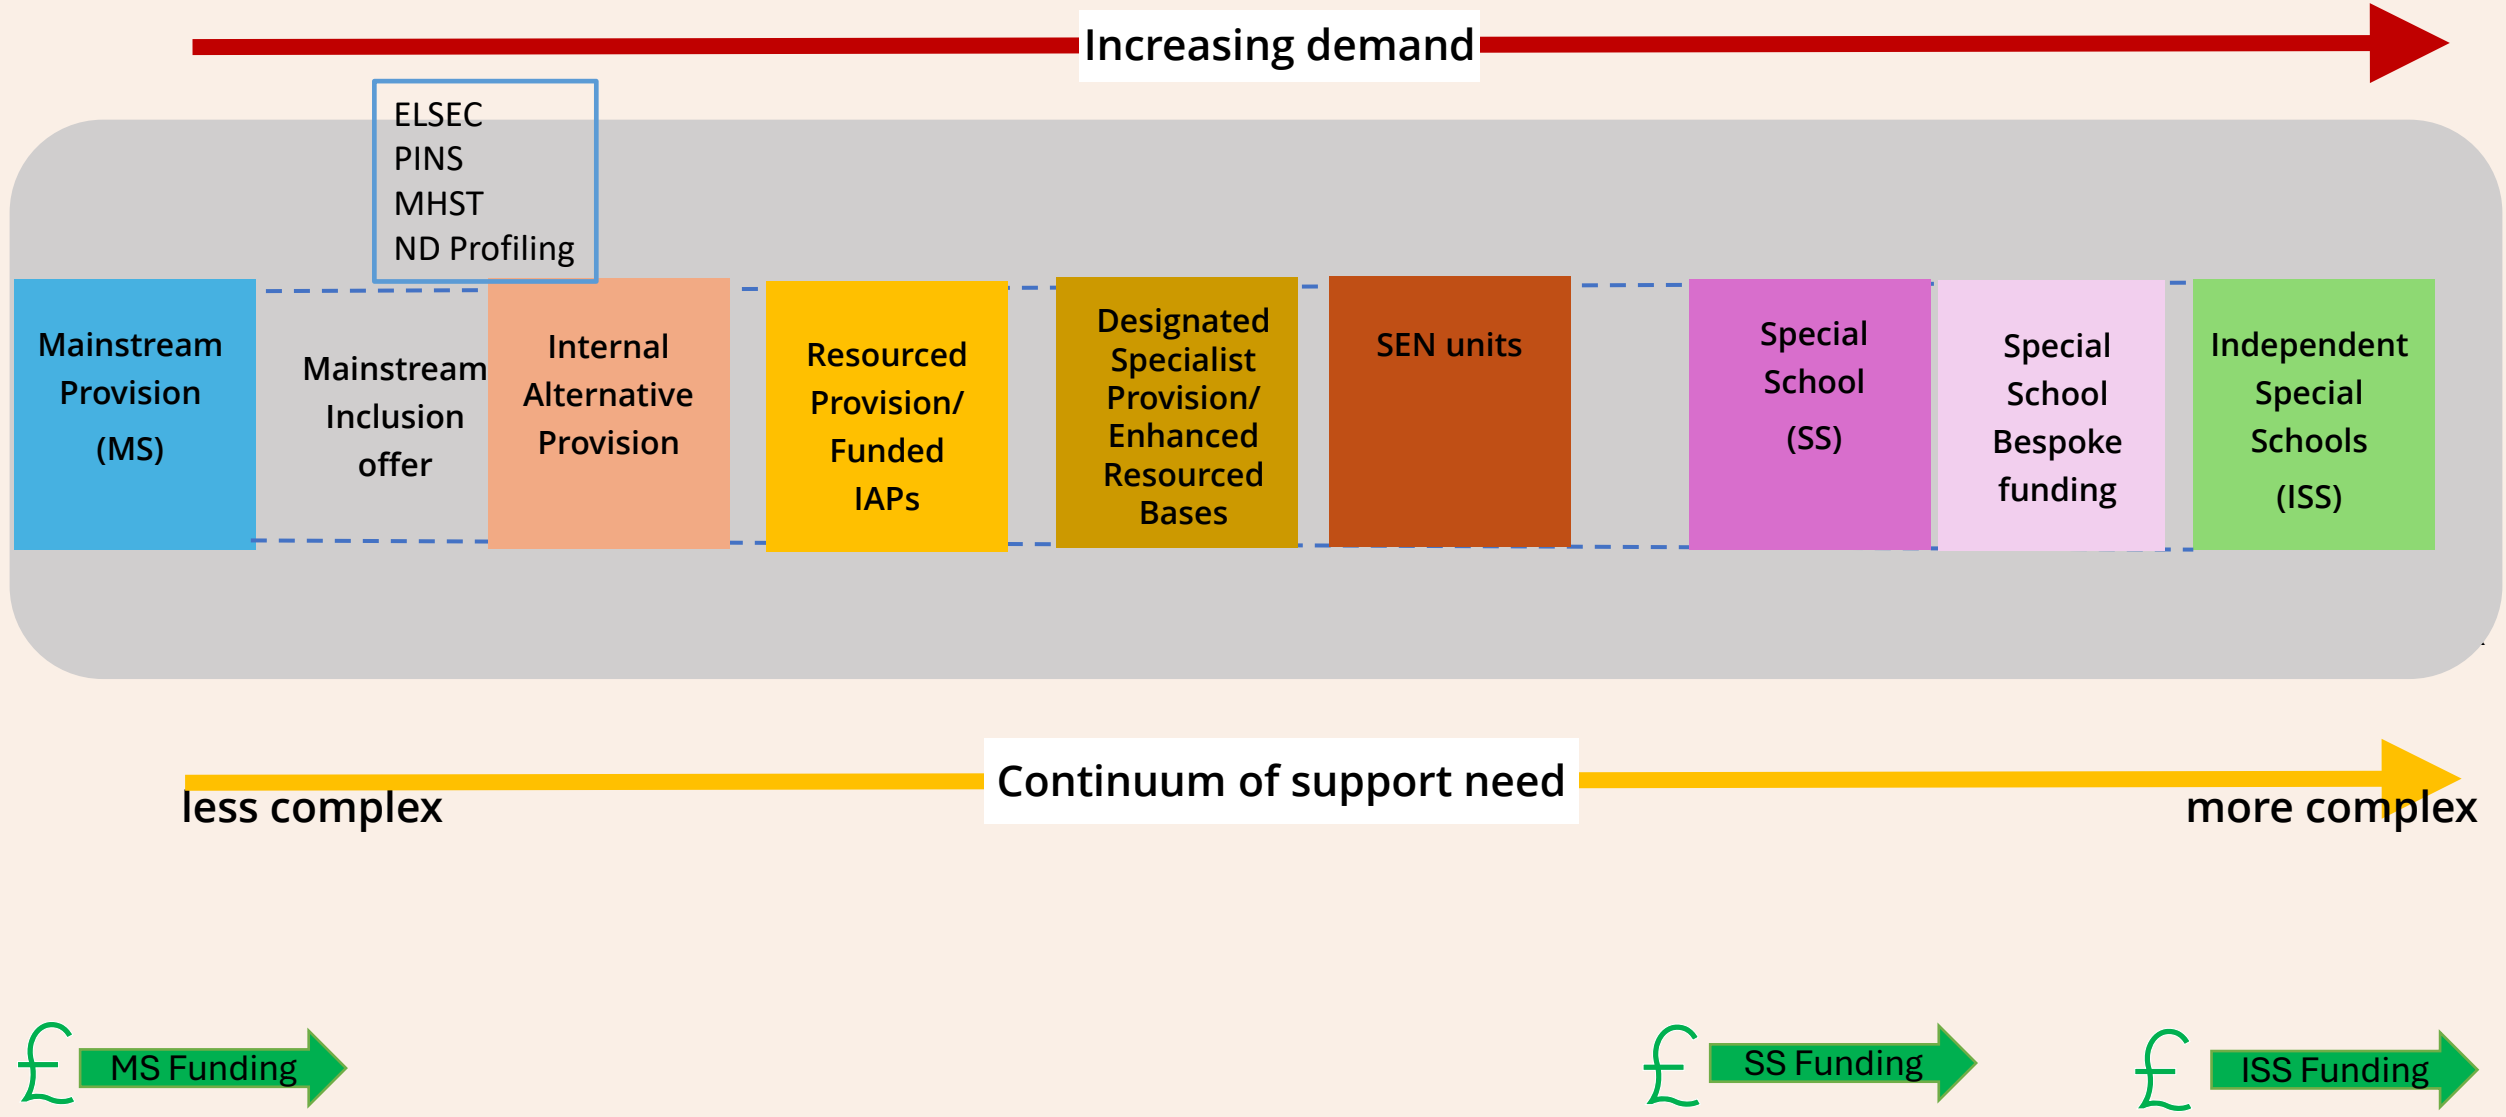 Increasing demand
ELSEC
PINS
MHST
ND Profiling
Mainstream
Provision
(MS)
Mainstream
Inclusion
offer
Internal
Alternative
Provision
Resourced
Provision/
Funded
IAPs
Designated
Specialist
Provision/
Enhanced
Resourced
Bases
SEN units
Special
School
(SS)
Special
School
Bespoke
funding
Independent
Special
Schools
(ISS)
Continuum of support need
less complex
more complex
£ MS Funding
£ SS Funding
£ ISS Funding